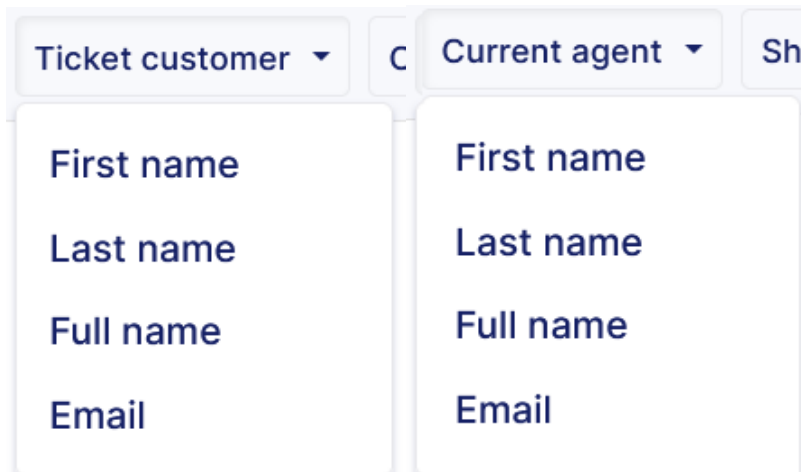 Ticket customer
First name
Last name
Full name
Email
Current agent
First name
Last name
Full name
Email